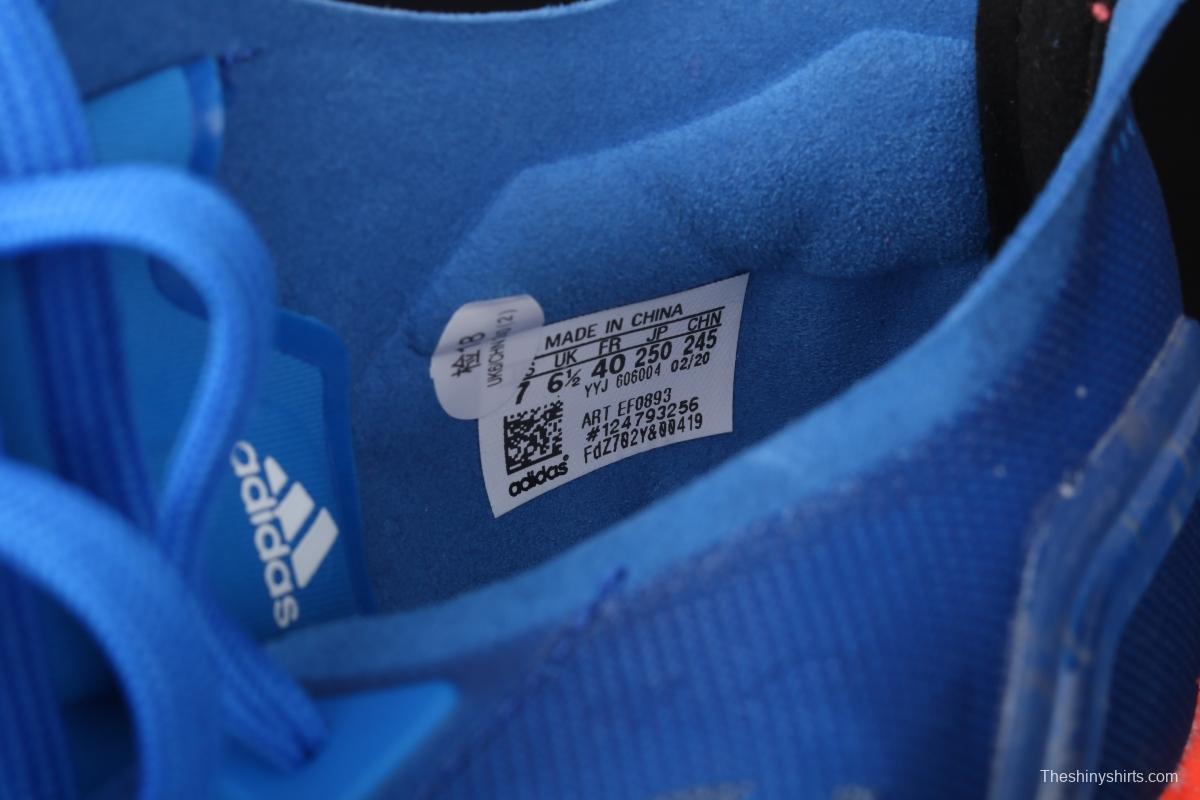 MADE IN CHINA
UK FR JP CHN
7 6½ 40 250 245
YYJ 606004 02/20
ART EF0893
#124793256
FdZ702Y&00419
adidas
adidas
Theshinyshirts.com